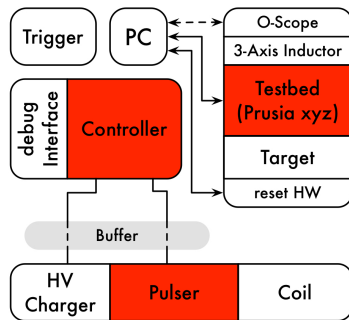 Trigger
PC
O-Scope
3-Axis Inductor
Testbed
(Prusia xyz)
Target
reset HW
debug
Interface
Controller
Buffer
HV
Charger
Pulser
Coil